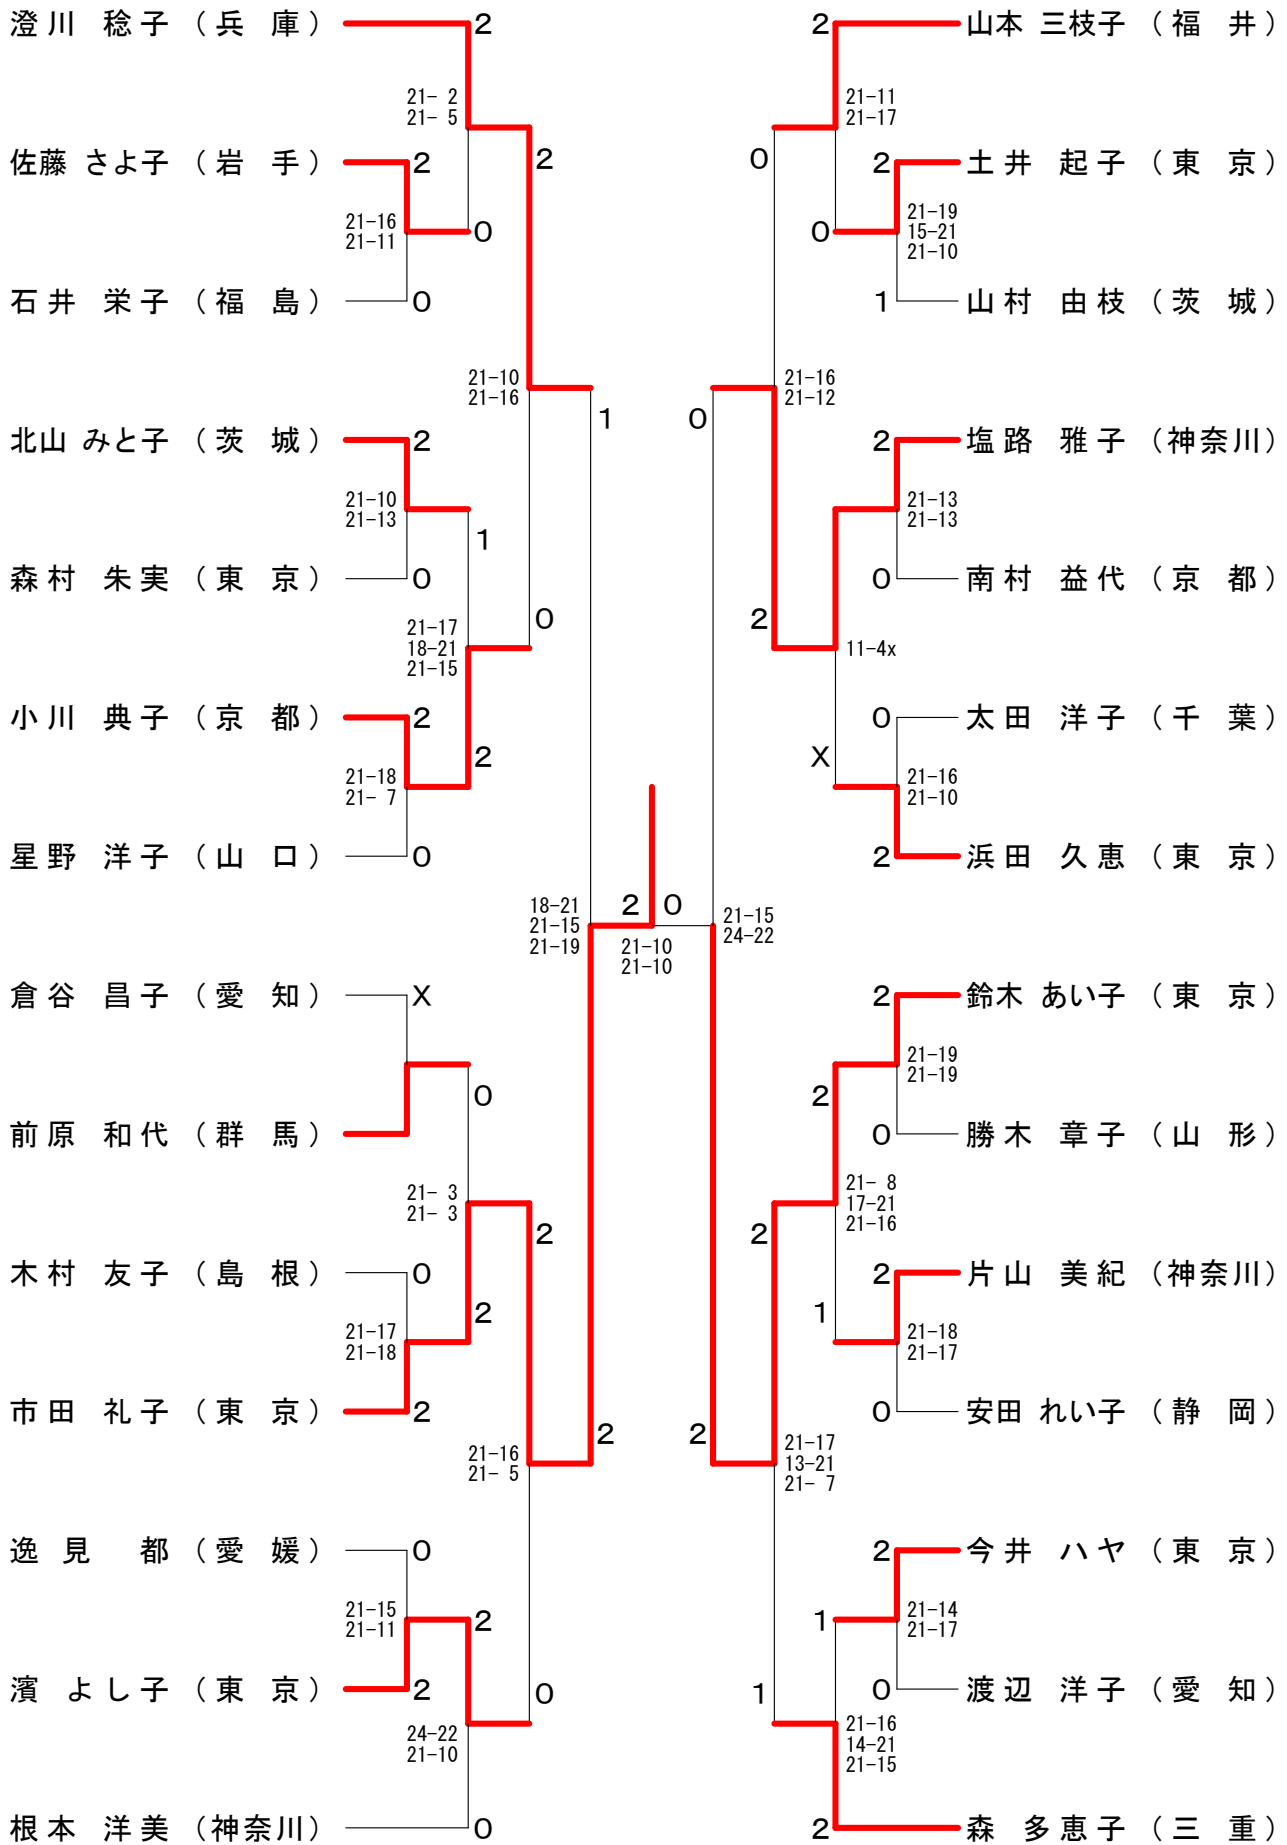 澄川 稔子 （兵 庫） 2
21- 2
21- 5
佐藤 さよ子 （岩 手） 2
2
21-16
21-11
0
石井 栄子 （福 島） 0
21-10
21-16
1
北山 みと子 （茨 城） 2
21-10
21-13
1
森村 朱実 （東 京） 0
0
21-17
18-21
21-15
小川 典子 （京 都） 2
2
21-18
21- 7
星野 洋子 （山 口） 0
18-21
21-15
21-19
2 0
21-10
21-10
倉谷 昌子 （愛 知） X
0
前原 和代 （群 馬）
21- 3
21- 3
2
木村 友子 （島 根） 0
2
21-17
21-18
市田 礼子 （東 京） 2
2
21-16
21- 5
逸見 都 （愛 媛） 0
21-15
21-11
2
濱 よし子 （東 京） 2
0
24-22
21-10
根本 洋美 （神奈川） 0
2 山本 三枝子 （福 井）
21-11
21-17
0
2 土井 起子 （東 京）
21-19
15-21
21-10
0
1 山村 由枝 （茨 城）
21-16
21-12
0
2 塩路 雅子 （神奈川）
21-13
21-13
0 南村 益代 （京 都）
2
11-4x
0 太田 洋子 （千 葉）
X
21-16
21-10
2 浜田 久恵 （東 京）
21-15
24-22
2 鈴木 あい子 （東 京）
21-19
21-19
2
0 勝木 章子 （山 形）
21- 8
17-21
21-16
2
2 片山 美紀 （神奈川）
1
21-18
21-17
0 安田 れい子 （静 岡）
2
21-17
13-21
21- 7
2 今井 ハヤ （東 京）
1
21-14
21-17
0 渡辺 洋子 （愛 知）
1
21-16
14-21
21-15
2 森 多恵子 （三 重）